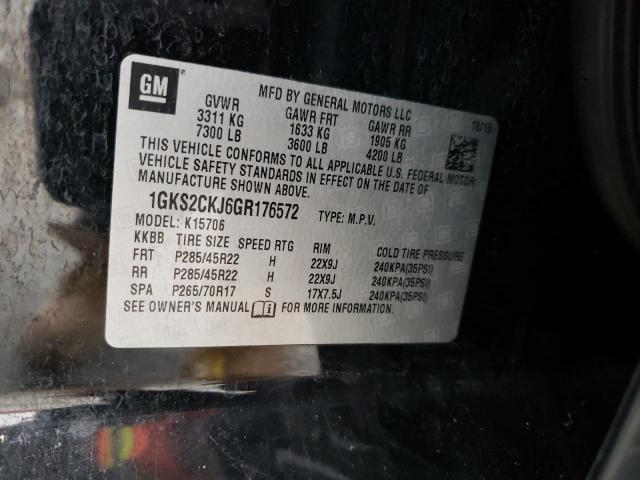 GM
MFD BY GENERAL MOTORS LLC
10/15
GVWR GAWR FRT GAWR RR
3311 KG 1633 KG 1905 KG
7300 LB 3600 LB 4200 LB
THIS VEHICLE CONFORMS TO ALL APPLICABLE U.S. FEDERAL MOTOR
VEHICLE SAFETY STANDARDS IN EFFECT ON THE DATE OF
MANUFACTURE SHOWN ABOVE.
1GKS2CKJ6GR176572 TYPE: M.P.V.
MODEL: K15706
KKBB TIRE SIZE SPEED RTG RIM COLD TIRE PRESSURE
FRT P285/45R22 H 22X9J 240KPA(35PSI)
RR P285/45R22 H 22X9J 240KPA(35PSI)
SPA P265/70R17 S 17X7.5J 240KPA(35PSI)
SEE OWNER'S MANUAL FOR MORE INFORMATION.